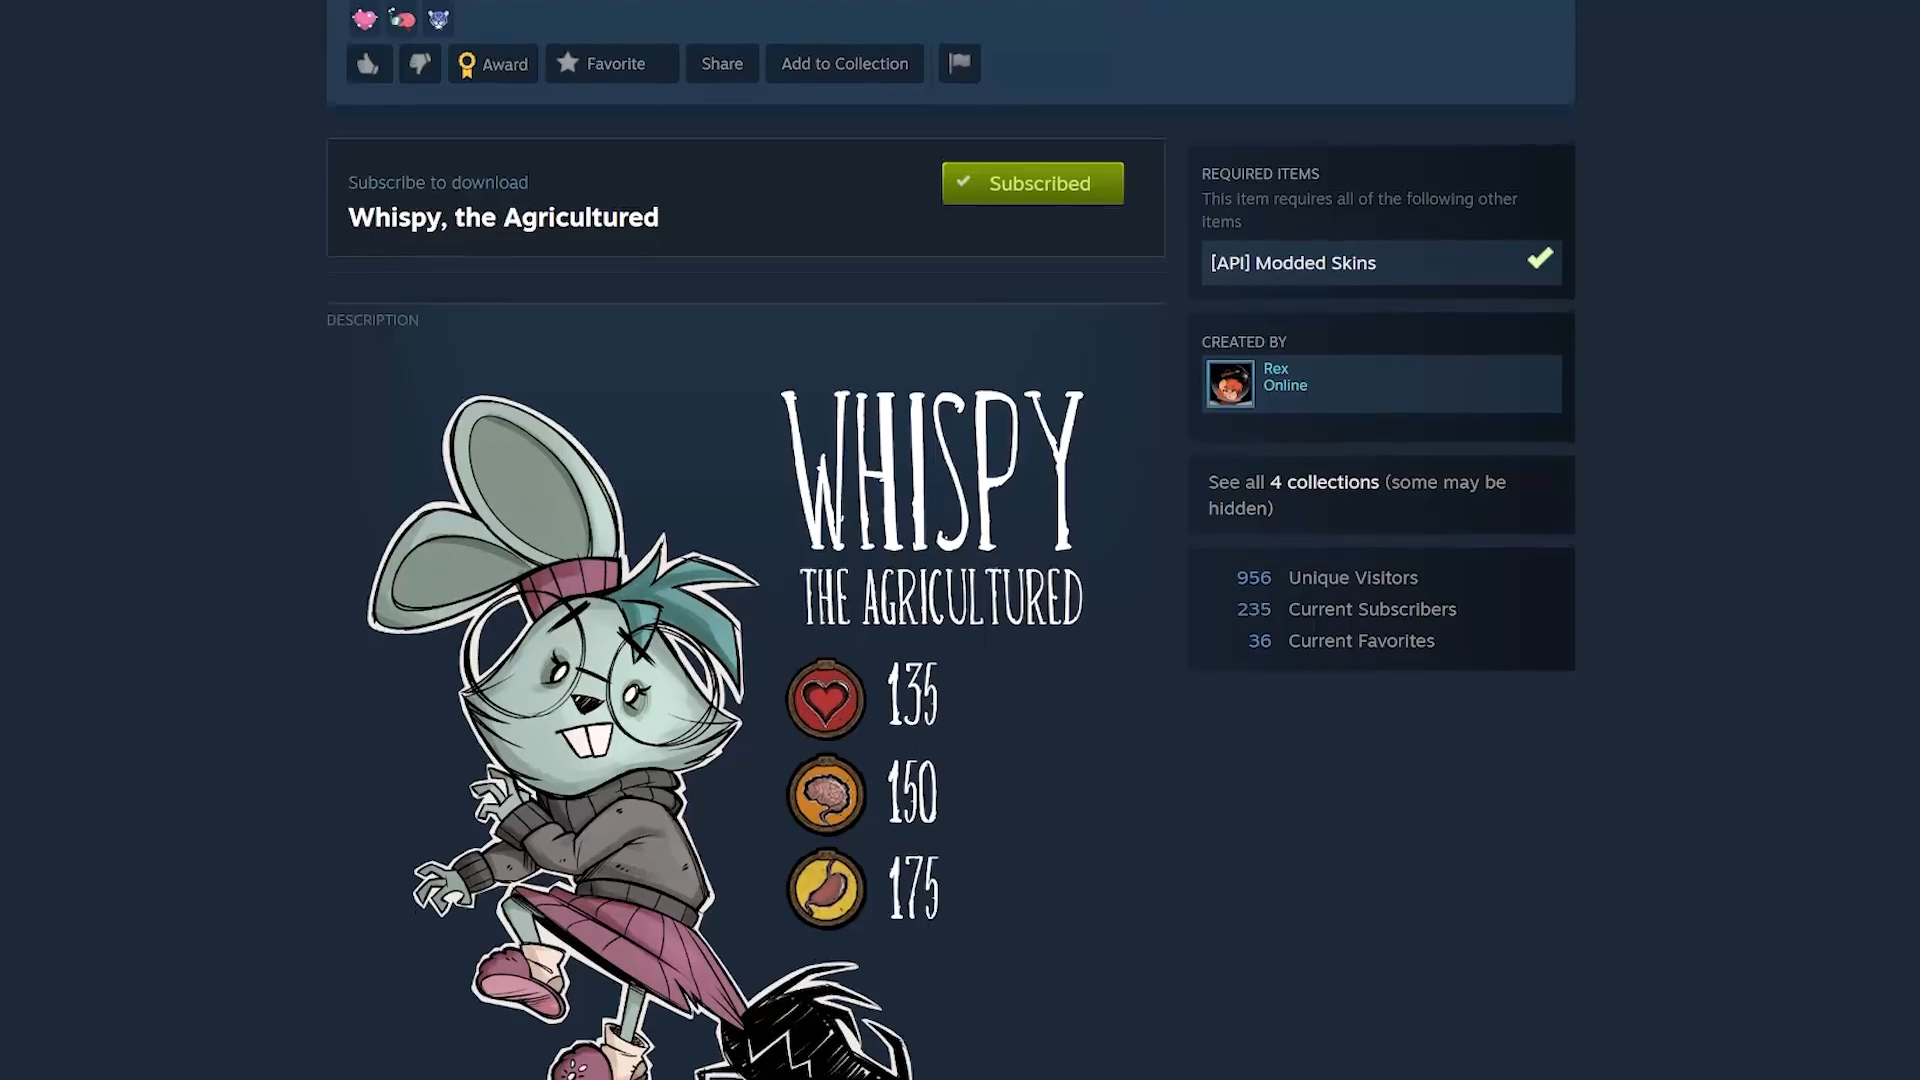 Award
Favorite
Share
Add to Collection
Subscribe to download
Whispy, the Agricultured
Subscribed
DESCRIPTION
WHISPY
THE AGRICULTURED
135
150
175
REQUIRED ITEMS
This item requires all of the following other
items
[API] Modded Skins
CREATED BY
Rex
Online
See all 4 collections (some may be
hidden)
956 Unique Visitors
235 Current Subscribers
36 Current Favorites